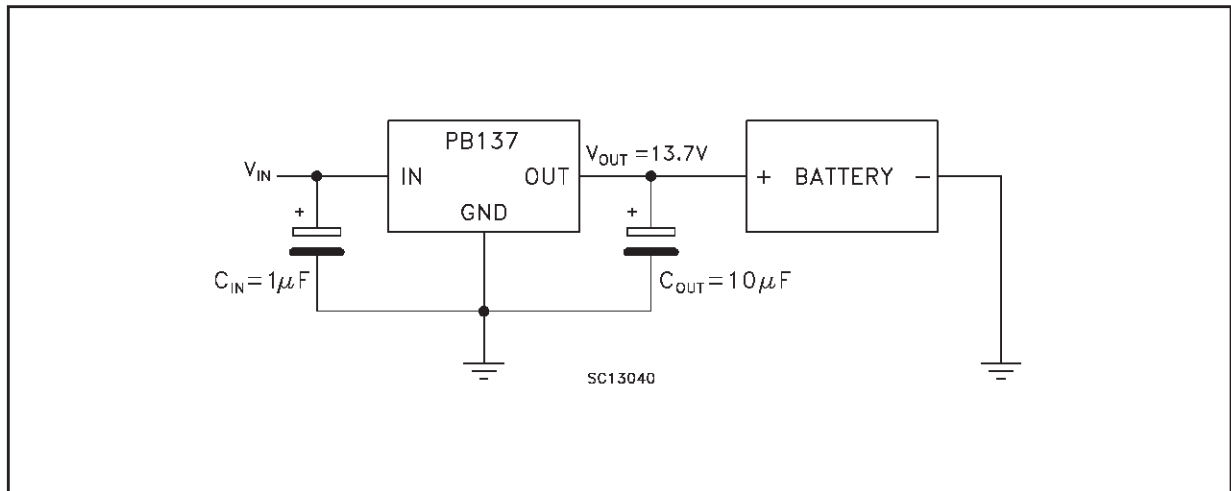 PB137
V_IN
IN
OUT
GND
V_OUT =13.7V
+ BATTERY -
+
C_IN=1μF
+
C_OUT=10μF
SC13040